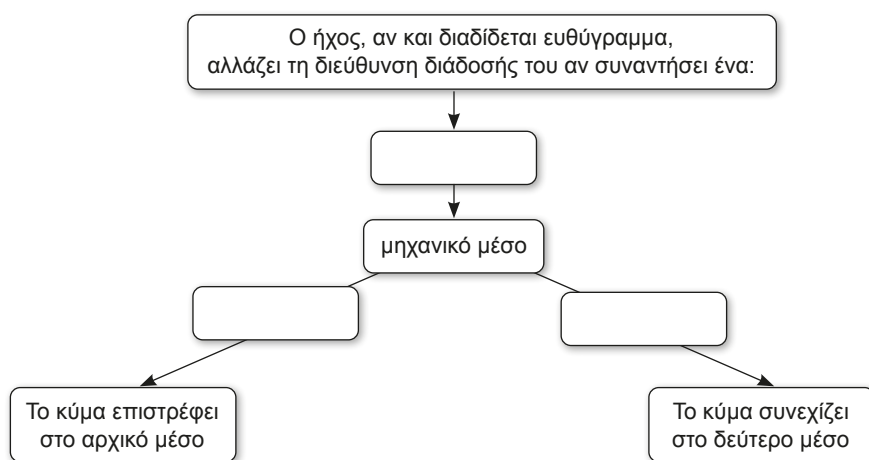 Ο ήχος, αν και διαδίδεται ευθύγραμμα,
αλλάζει τη διεύθυνση διάδοσής του αν συναντήσει ένα:
μηχανικό μέσο
Το κύμα επιστρέφει
στο αρχικό μέσο
Το κύμα συνεχίζει
στο δεύτερο μέσο